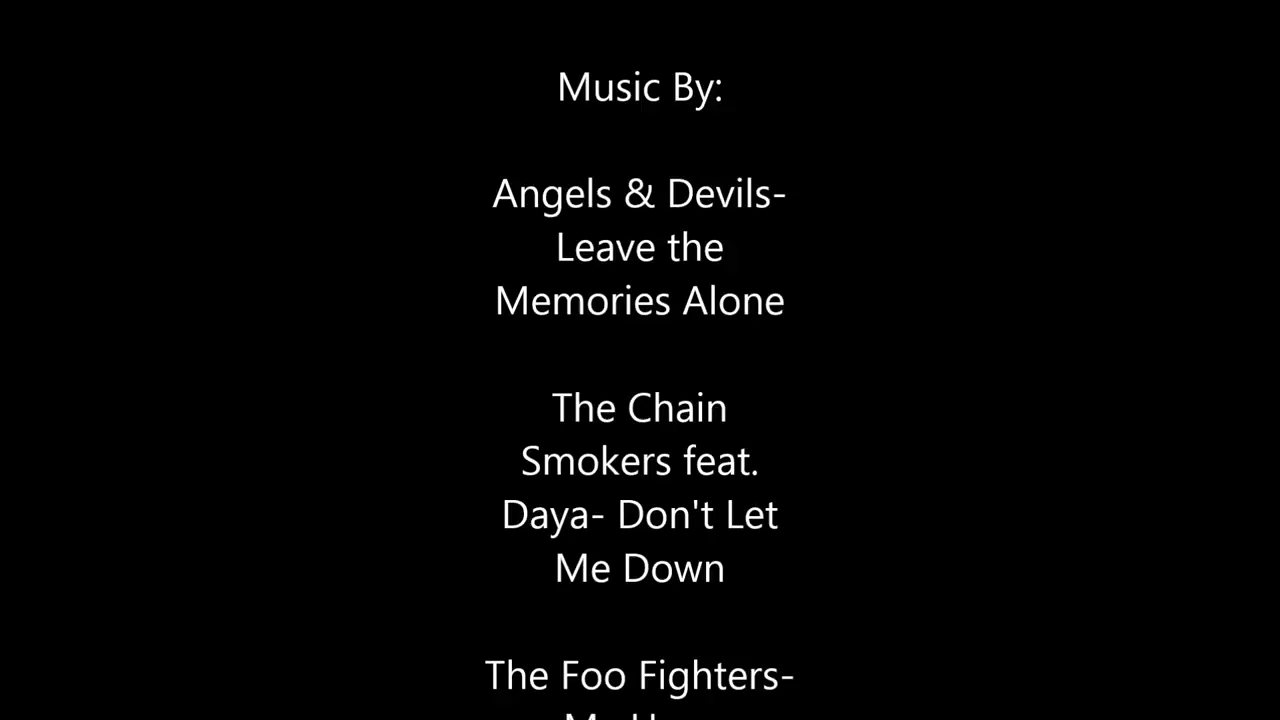 Music By:
Angels & Devils-
Leave the
Memories Alone
The Chain
Smokers feat.
Daya- Don't Let
Me Down
The Foo Fighters-